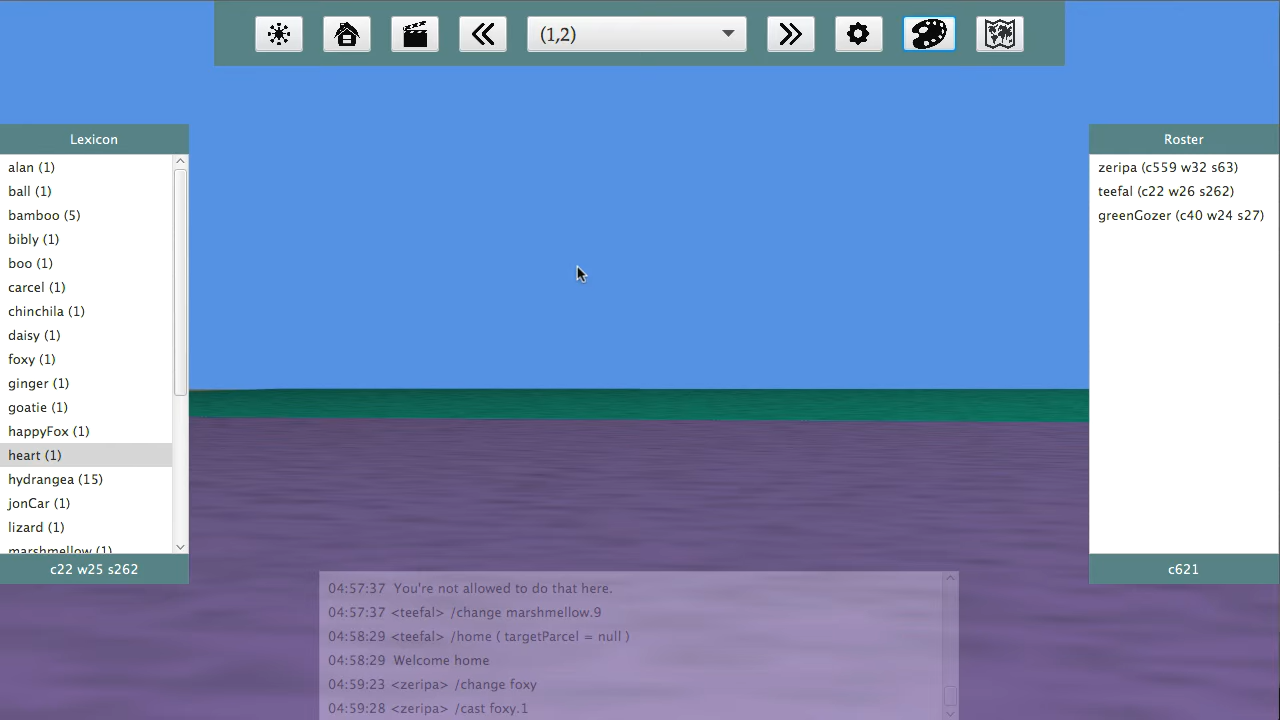 (1,2)
Lexicon
alan (1)
ball (1)
bamboo (5)
bibly (1)
boo (1)
carcel (1)
chinchila (1)
daisy (1)
foxy (1)
ginger (1)
goatie (1)
happyFox (1)
heart (1)
hydrangea (15)
jonCar (1)
lizard (1)
marshmellow (1)
c22 w25 s262
Roster
zeripa (c559 w32 s63)
teefal (c22 w26 s262)
greenGozer (c40 w24 s27)
c621
04:57:37 You're not allowed to do that here.
04:57:37 <teefal> /change marshmellow.9
04:58:29 <teefal> /home ( targetParcel = null )
04:58:29 Welcome home
04:59:23 <zeripa> /change foxy
04:59:28 <zeripa> /cast foxy.1